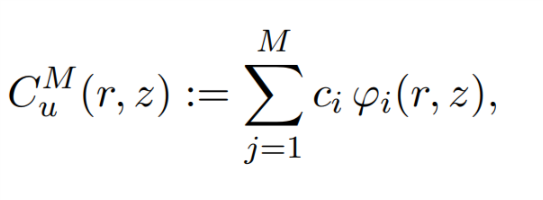 $C_u^M(r, z) := \sum_{j=1}^{M} c_i \, \varphi_i(r, z),$